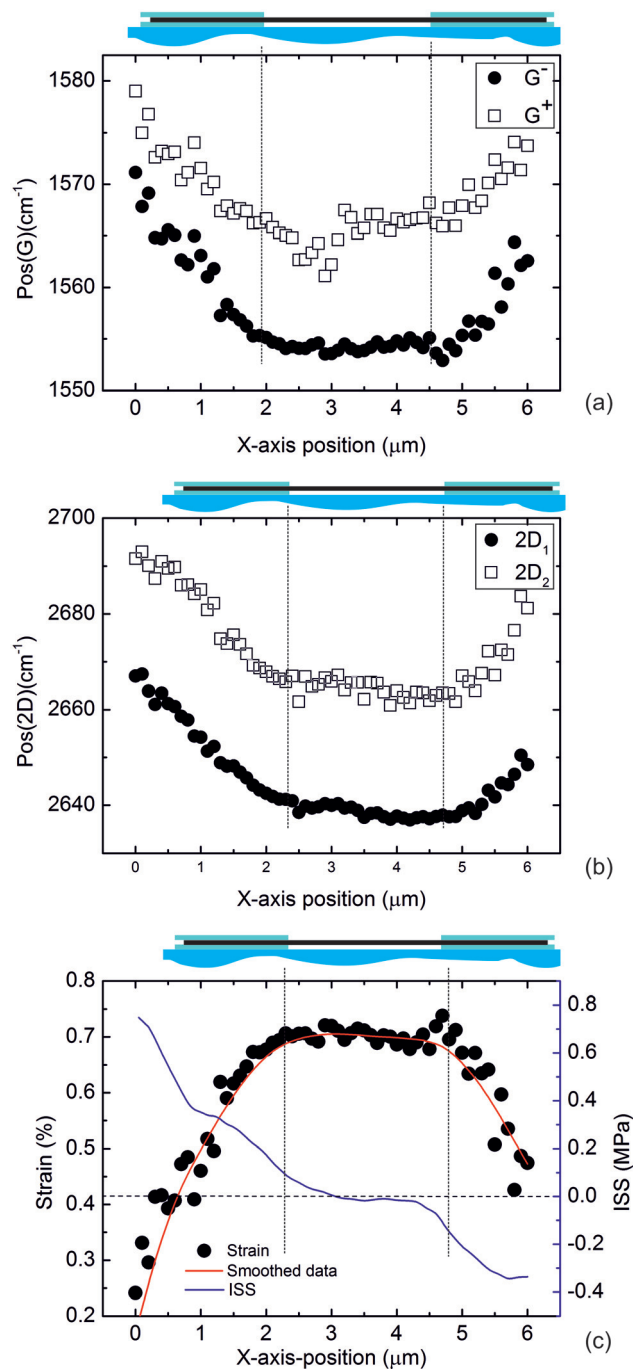 1580
1570
1560
1550
Pos(G)(cm⁻¹)
G⁻
G⁺
0 1 2 3 4 5 6
X-axis position (μm)
(a)
2700
2680
2660
2640
Pos(2D)(cm⁻¹)
2D₁
2D₂
0 1 2 3 4 5 6
X-axis position (μm)
(b)
0.8
0.7
0.6
0.5
0.4
0.3
0.2
Strain (%)
0.8
0.6
0.4
0.2
0.0
-0.2
-0.4
ISS (MPa)
Strain
Smoothed data
ISS
0 1 2 3 4 5 6
X-axis-position (μm)
(c)